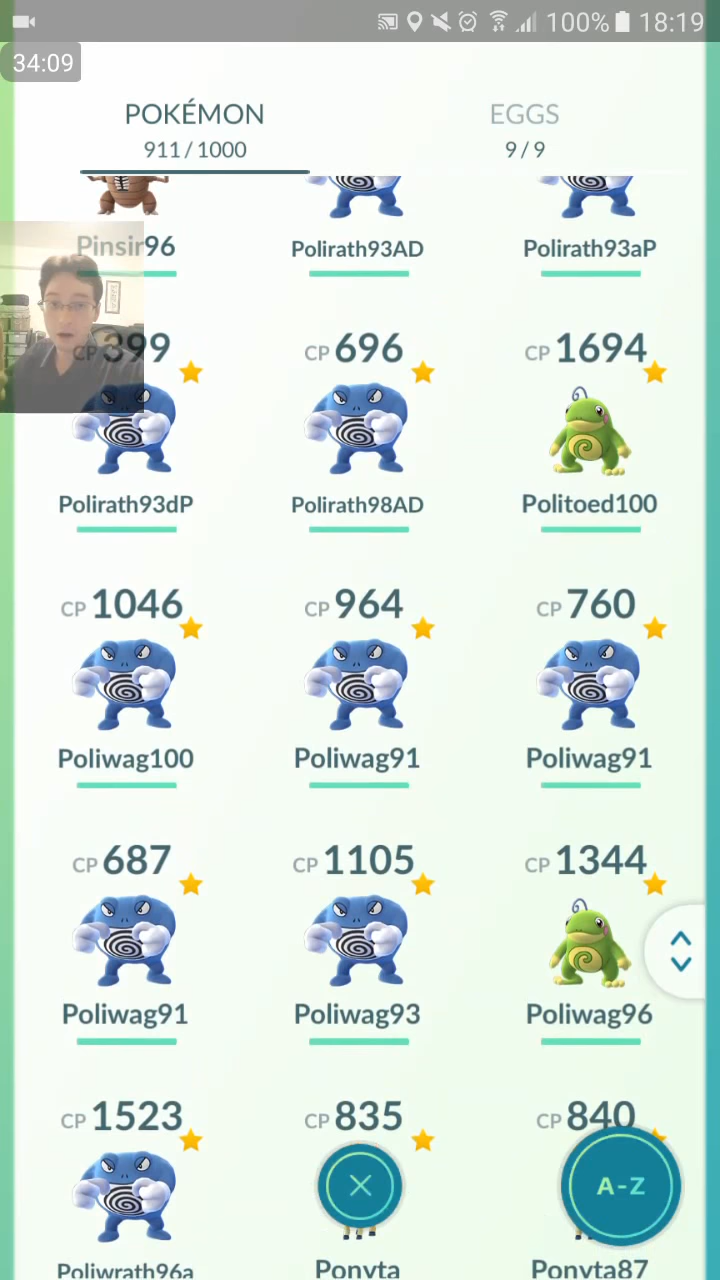 100% 18:19
34:09
POKÉMON EGGS
911 / 1000 9 / 9
Pinsir96 Polirath93AD Polirath93aP
CP 399 CP 696 CP 1694
Polirath93dP Polirath98AD Politoed100
CP 1046 CP 964 CP 760
Poliwag100 Poliwag91 Poliwag91
CP 687 CP 1105 CP 1344
Poliwag91 Poliwag93 Poliwag96
CP 1523 CP 835 CP 840
A-Z
Poliwrath96a Ponyta Ponyta87